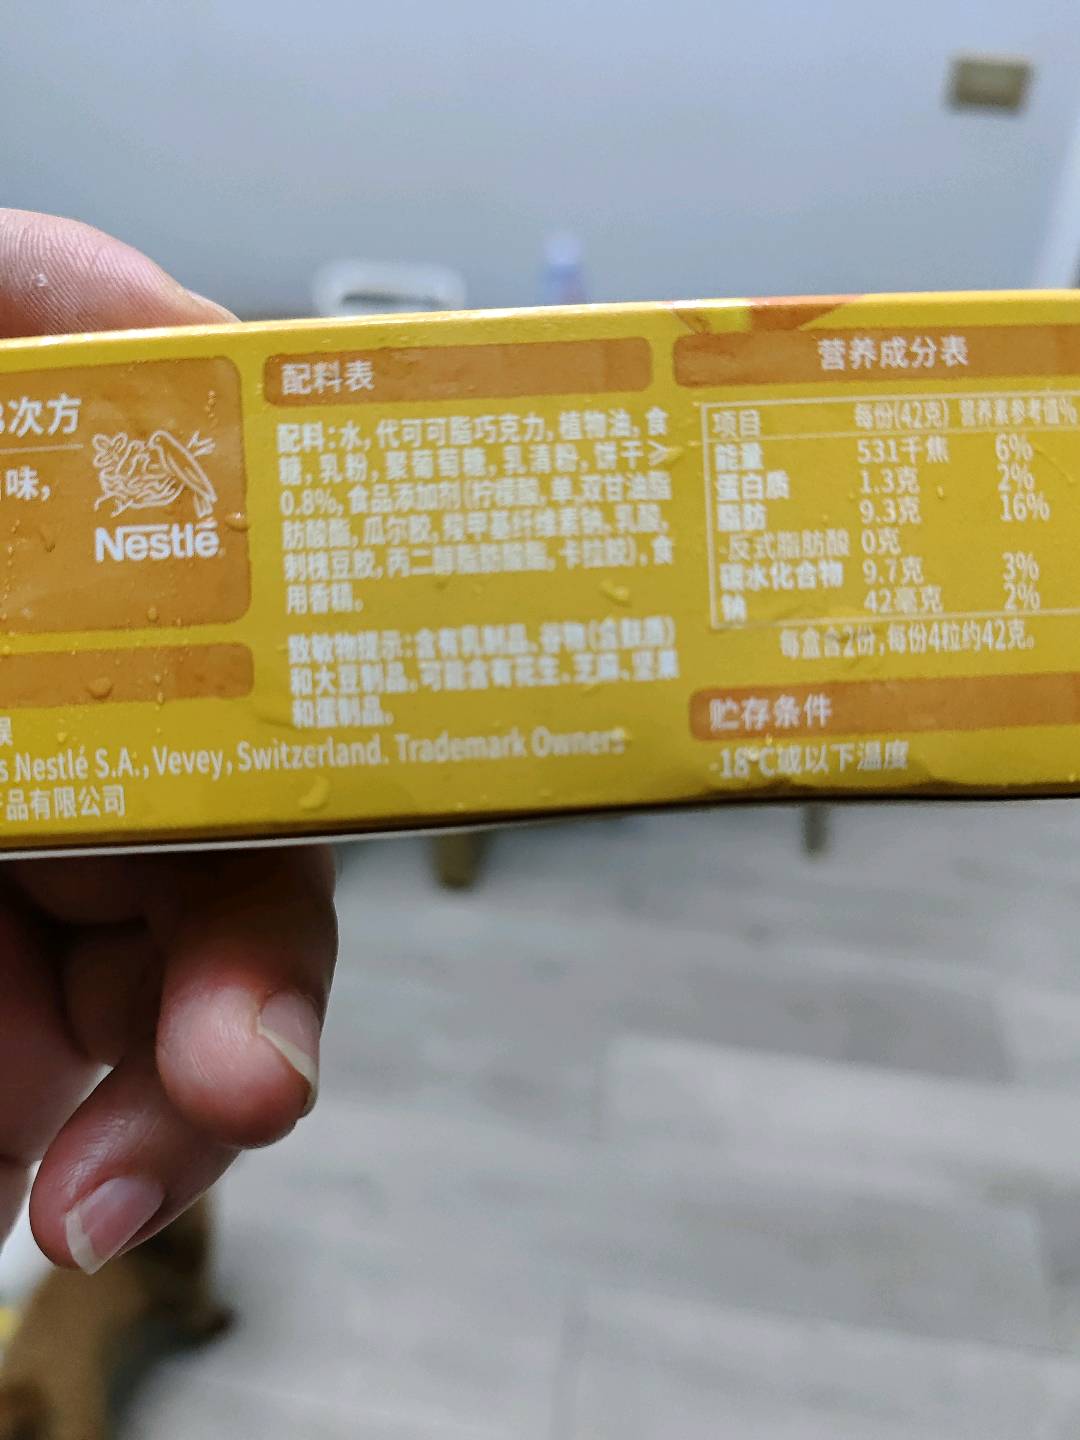 3次方
味，
Nestlé
配料表
配料：水，代可可脂巧克力，植物油，食
糖，乳粉，聚葡萄糖，乳清粉，饼干≥
0.8%，食品添加剂（柠檬酸，单，双甘油脂
肪酸酯，瓜尔胶，羧甲基纤维素钠，乳酸，
刺槐豆胶，丙二醇脂肪酸酯，卡拉胶），食
用香精。
致敏物提示：含有乳制品、谷物（含麸质）
和大豆制品，可能含有花生、芝麻、坚果
和蛋制品。
s Nestlé S.A., Vevey, Switzerland. Trademark Owners
品有限公司
营养成分表
项目 每份(42克) 营养素参考值%
能量 531千焦 6%
蛋白质 1.3克 2%
脂肪 9.3克 16%
-反式脂肪酸 0克
碳水化合物 9.7克 3%
钠 42毫克 2%
每盒含2份，每份4粒约42克。
贮存条件
-18°C或以下温度